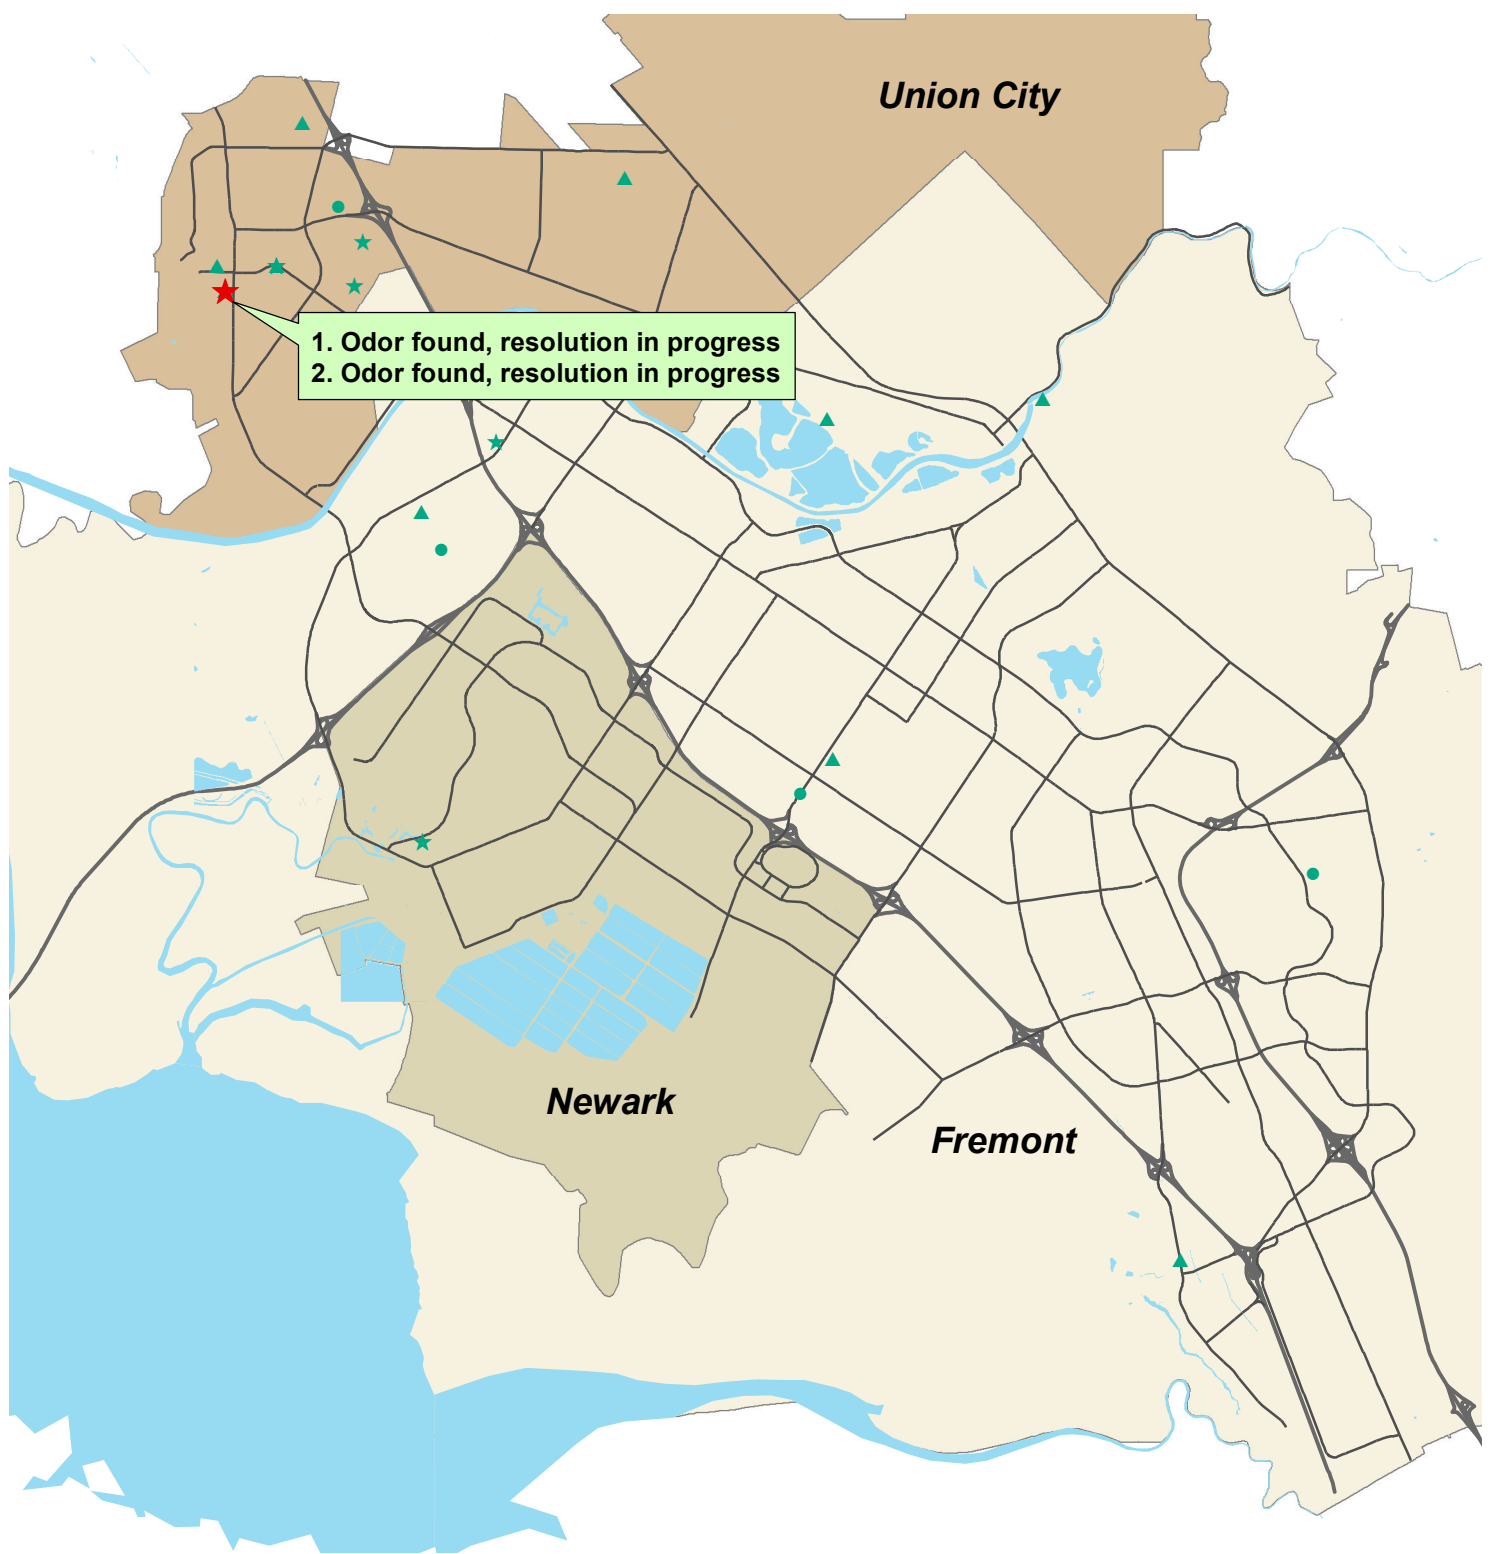 Union City
1. Odor found, resolution in progress
2. Odor found, resolution in progress
Newark
Fremont